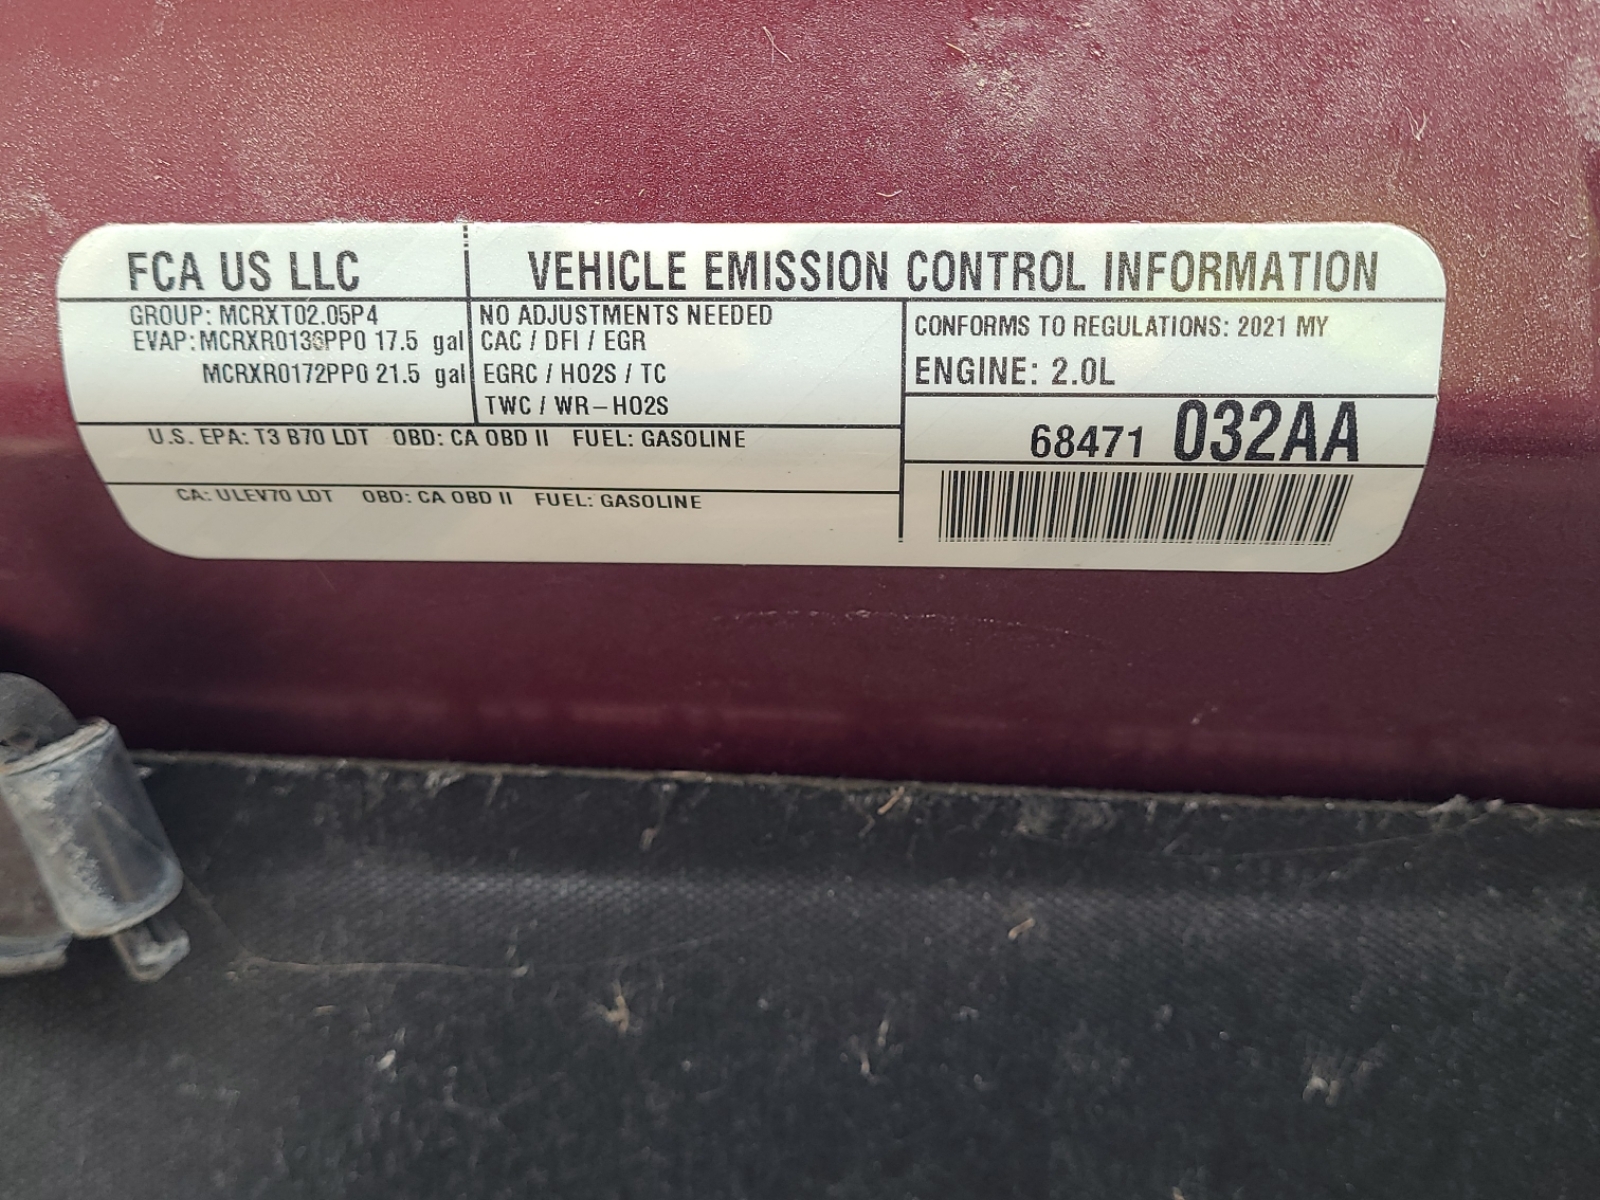 FCA US LLC
VEHICLE EMISSION CONTROL INFORMATION
GROUP: MCRXT02.05P4
EVAP: MCRXR0136PP0 17.5 gal
MCRXR0172PP0 21.5 gal
NO ADJUSTMENTS NEEDED
CAC / DFI / EGR
EGRC / HO2S / TC
TWC / WR-HO2S
CONFORMS TO REGULATIONS: 2021 MY
ENGINE: 2.0L
68471 032AA
U.S. EPA: T3 B70 LDT OBD: CA OBD II FUEL: GASOLINE
CA: ULEV70 LDT OBD: CA OBD II FUEL: GASOLINE